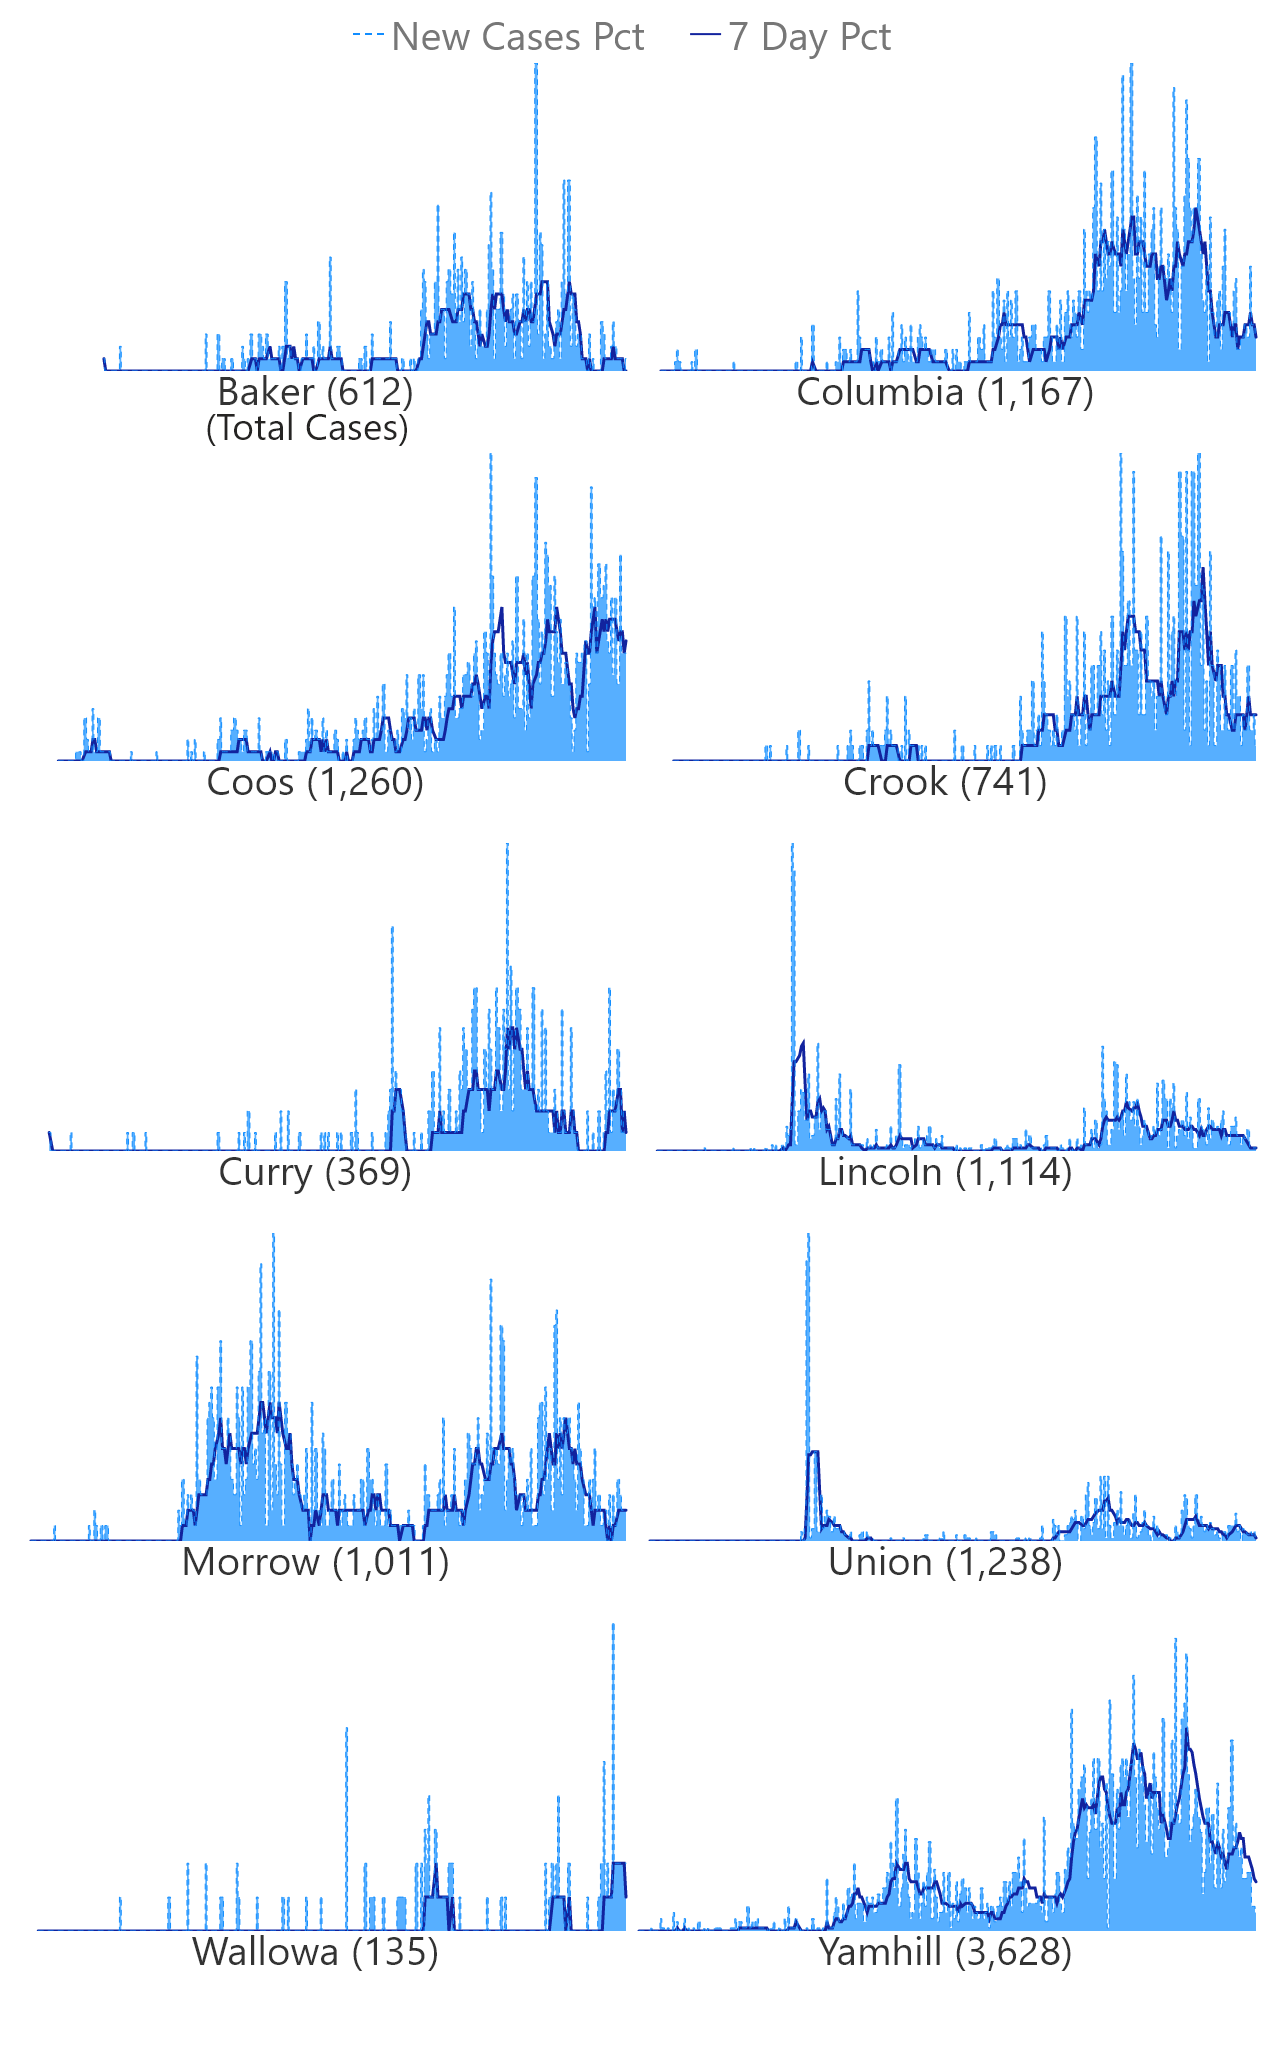 New Cases Pct 7 Day Pct
Baker (612) Columbia (1,167)
(Total Cases)
Coos (1,260) Crook (741)
Curry (369) Lincoln (1,114)
Morrow (1,011) Union (1,238)
Wallowa (135) Yamhill (3,628)